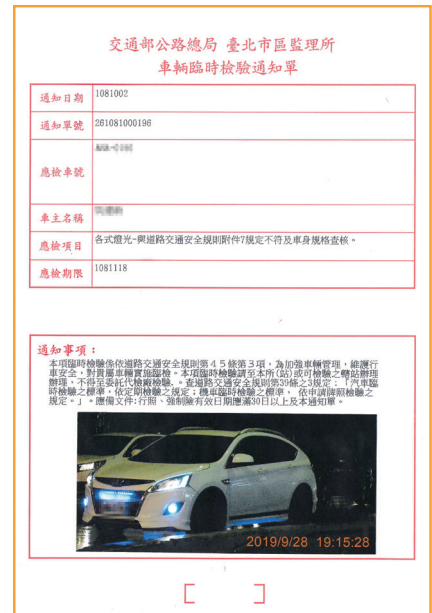 交通部公路總局 臺北市區監理所
車輛臨時檢驗通知單
通知日期 1081002
通知單號 261081000196
應檢車號
車主名稱
應檢項目 各式燈光-與道路交通安全規則附件7規定不符及車身規格查核。
應檢期限 1081118
通知事項：
本項臨時檢驗係依道路交通安全規則第４５條第３項，為加強車輛管理，維護行
車安全，對貴屬車輛實施臨檢。本項臨時檢驗請至本所(站)或可檢驗之轄站辦理
辦理，不得至委託代檢廠檢驗.。查道路交通安全規則第39條之3規定；「汽車臨
時檢驗之標準，依定期檢驗之規定；機車臨時檢驗之標準， 依申請牌照檢驗之
規定。」。應備文件:行照、強制險有效日期應滿30日以上及本通知單。
2019/9/28 19:15:28